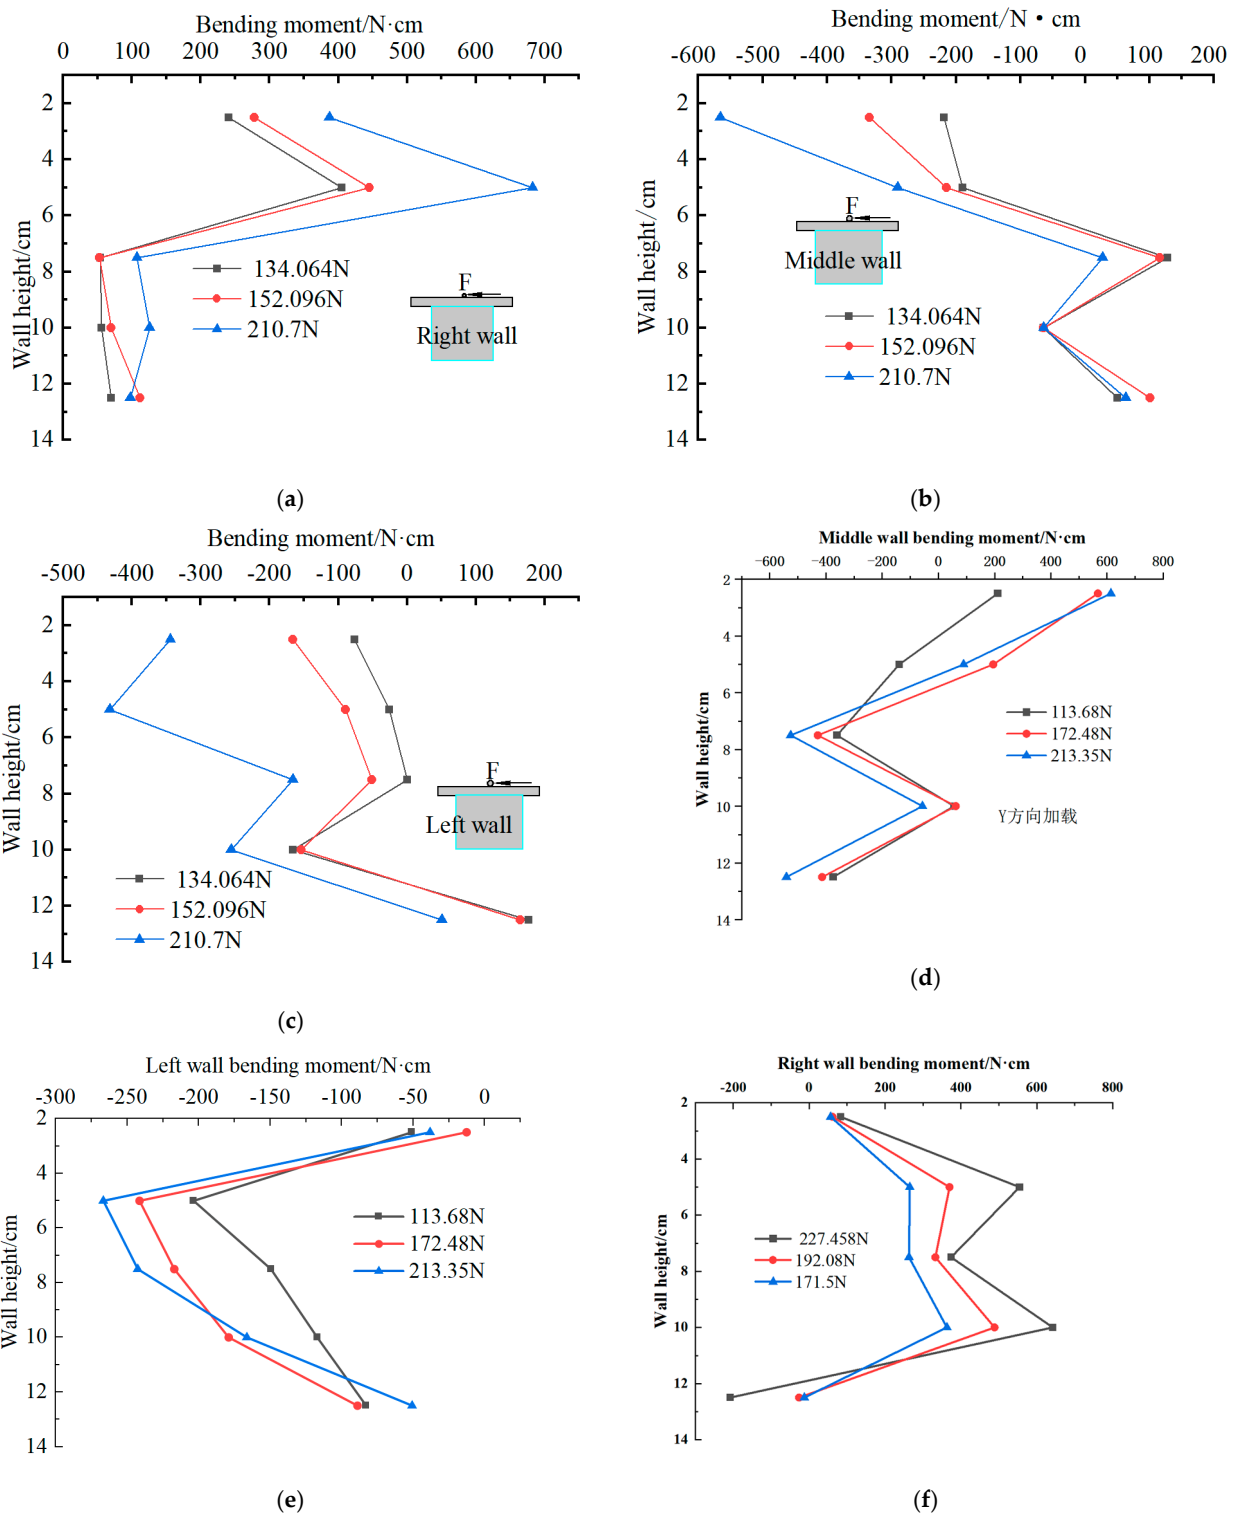 Bending moment/N·cm
0 100 200 300 400 500 600 700
Wall height/cm
2
4
6
8
10
12
14
134.064N
152.096N
210.7N
F
Right wall
(a)
Bending moment/N·cm
-600 -500 -400 -300 -200 -100 0 100 200
Wall height/cm
2
4
6
8
10
12
14
F
Middle wall
134.064N
152.096N
210.7N
(b)
Bending moment/N·cm
-500 -400 -300 -200 -100 0 100 200
Wall height/cm
2
4
6
8
10
12
14
F
Left wall
134.064N
152.096N
210.7N
(c)
Middle wall bending moment/N·cm
-600 -400 -200 0 200 400 600 800
Wall height/cm
2
4
6
8
10
12
14
113.68N
172.48N
213.35N
Y方向加载
(d)
Left wall bending moment/N·cm
-300 -250 -200 -150 -100 -50 0
Wall height/cm
2
4
6
8
10
12
14
113.68N
172.48N
213.35N
(e)
Right wall bending moment/N·cm
-200 0 200 400 600 800
Wall height/cm
2
4
6
8
10
12
14
227.458N
192.08N
171.5N
(f)